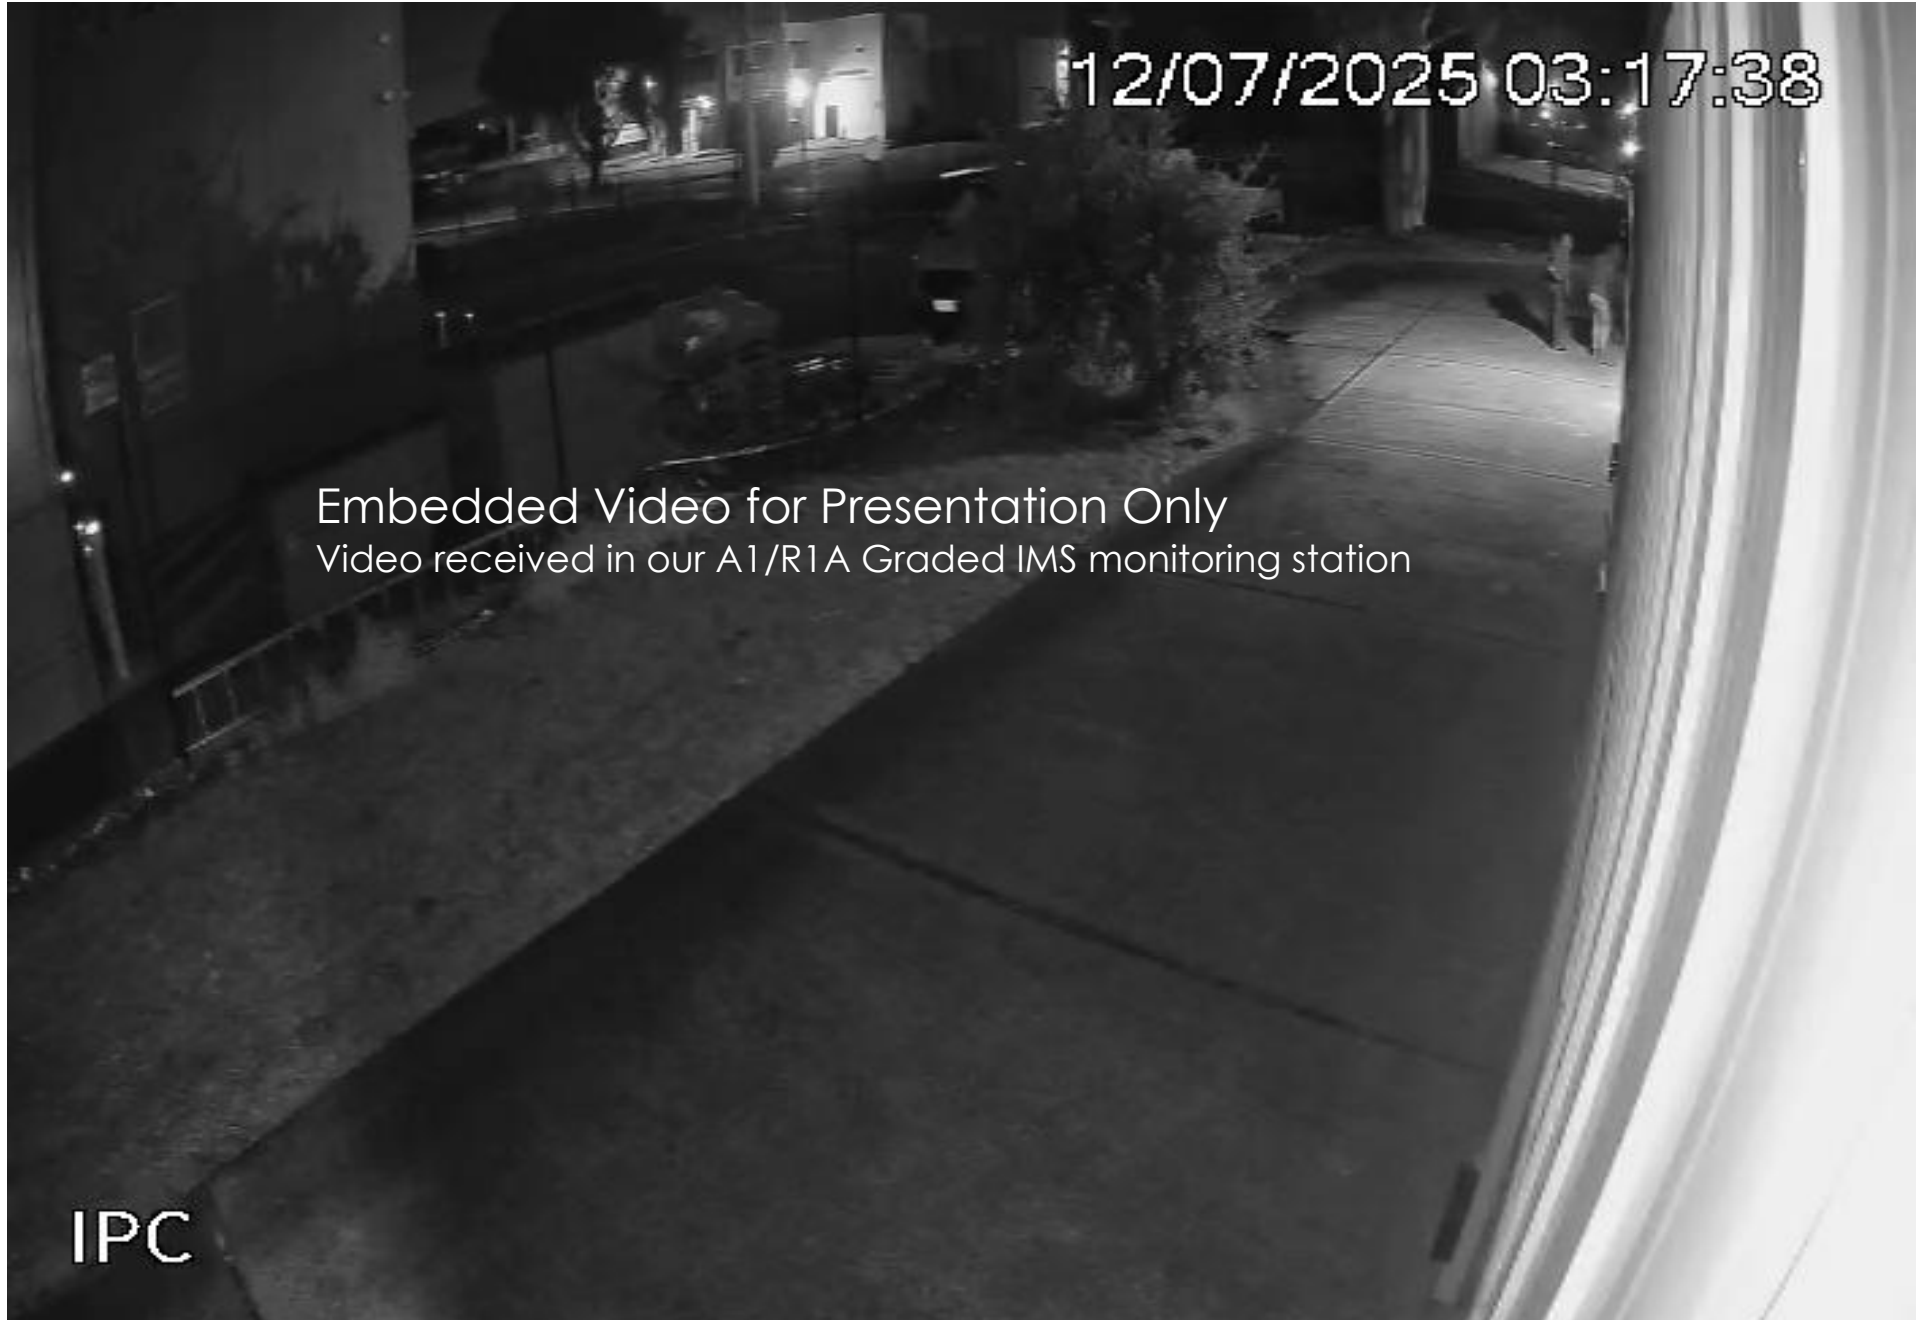 12/07/2025 03:17:38
Embedded Video for Presentation Only
Video received in our A1/R1A Graded IMS monitoring station
IPC